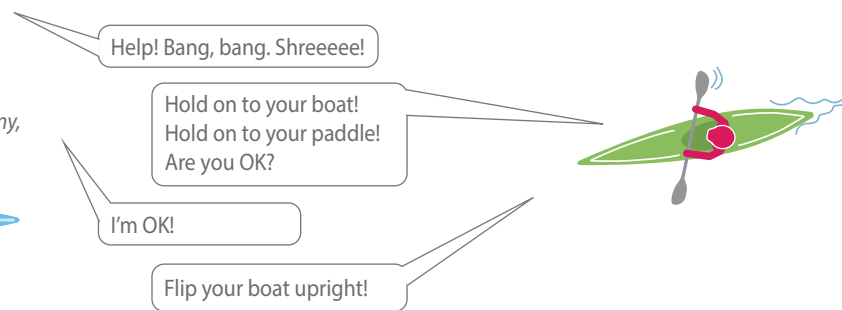 Help! Bang, bang. Shreeeee!
Hold on to your boat!
Hold on to your paddle!
Are you OK?
I'm OK!
Flip your boat upright!